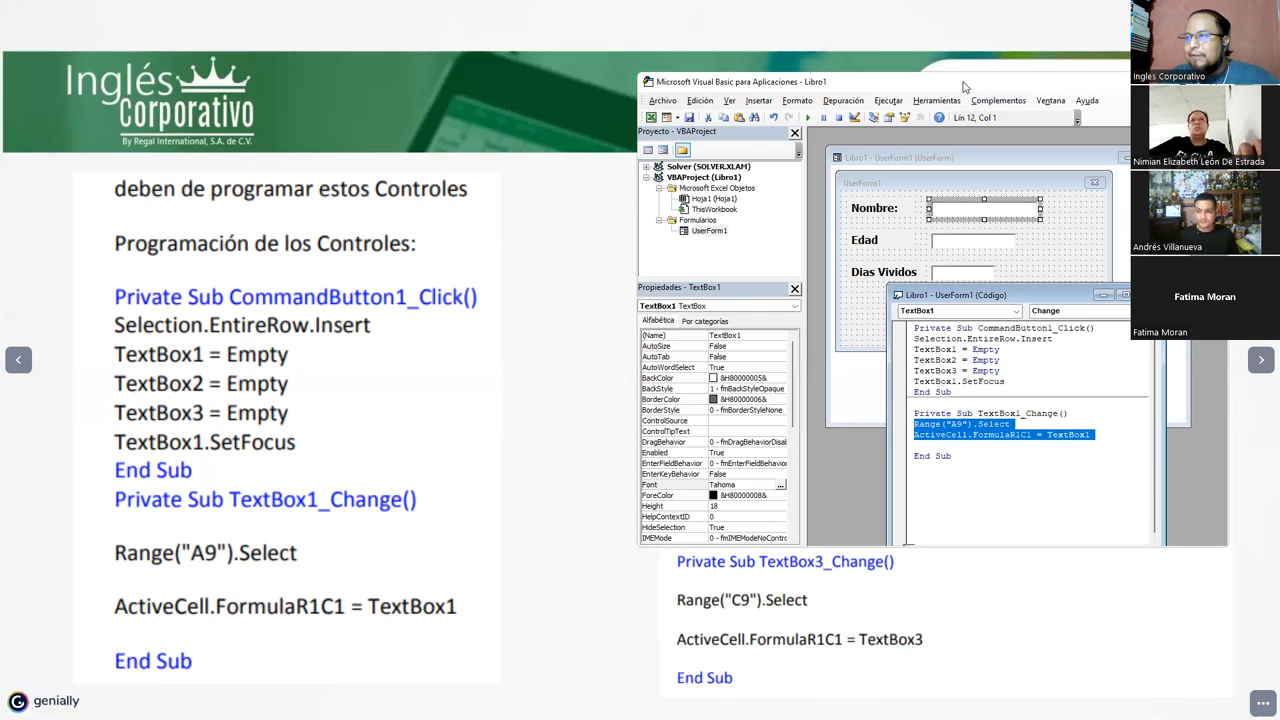 Inglés
Corporativo
By Regal International, S.A. de C.V.
deben de programar estos Controles
Programación de los Controles:
Private Sub CommandButton1_Click()
Selection.EntireRow.Insert
TextBox1 = Empty
TextBox2 = Empty
TextBox3 = Empty
TextBox1.SetFocus
End Sub
Private Sub TextBox1_Change()
Range("A9").Select
ActiveCell.FormulaR1C1 = TextBox1
End Sub
genially
Microsoft Visual Basic para Aplicaciones - Libro1
Archivo Edición Ver Insertar Formato Depuración Ejecutar Herramientas Complementos Ventana Ayuda
Lín 12, Col 1
Proyecto - VBAProject
Solver (SOLVER.XLAM)
VBAProject (Libro1)
Microsoft Excel Objetos
Hoja1 (Hoja1)
ThisWorkbook
Formularios
UserForm1
Propiedades - TextBox1
TextBox1 TextBox
Alfabética Por categorías
(Name) TextBox1
AutoSize False
AutoTab False
AutoWordSelect True
BackColor &H80000005&
BackStyle 1 - fmBackStyleOpaque
BorderColor &H80000006&
BorderStyle 0 - fmBorderStyleNone
ControlSource
ControlTipText
DragBehavior 0 - fmDragBehaviorDisab
Enabled True
EnterFieldBehavior 0 - fmEnterFieldBehavior
EnterKeyBehavior False
Font Tahoma ...
ForeColor &H80000008&
Height 18
HelpContextID 0
HideSelection True
IMEMode 0 - fmIMEModeNoContro
Libro1 - UserForm1 (UserForm)
UserForm1
Nombre:
Edad
Dias Vividos
Libro1 - UserForm1 (Código)
TextBox1 Change
Private Sub CommandButton1_Click()
Selection.EntireRow.Insert
TextBox1 = Empty
TextBox2 = Empty
TextBox3 = Empty
TextBox1.SetFocus
End Sub
Private Sub TextBox1_Change()
Range("A9").Select
ActiveCell.FormulaR1C1 = TextBox1
End Sub
Private Sub TextBox3_Change()
Range("C9").Select
ActiveCell.FormulaR1C1 = TextBox3
End Sub
Ingles Corporativo
Nimian Elizabeth León De Estrada
Andrés Villanueva
Fatima Moran
Fatima Moran